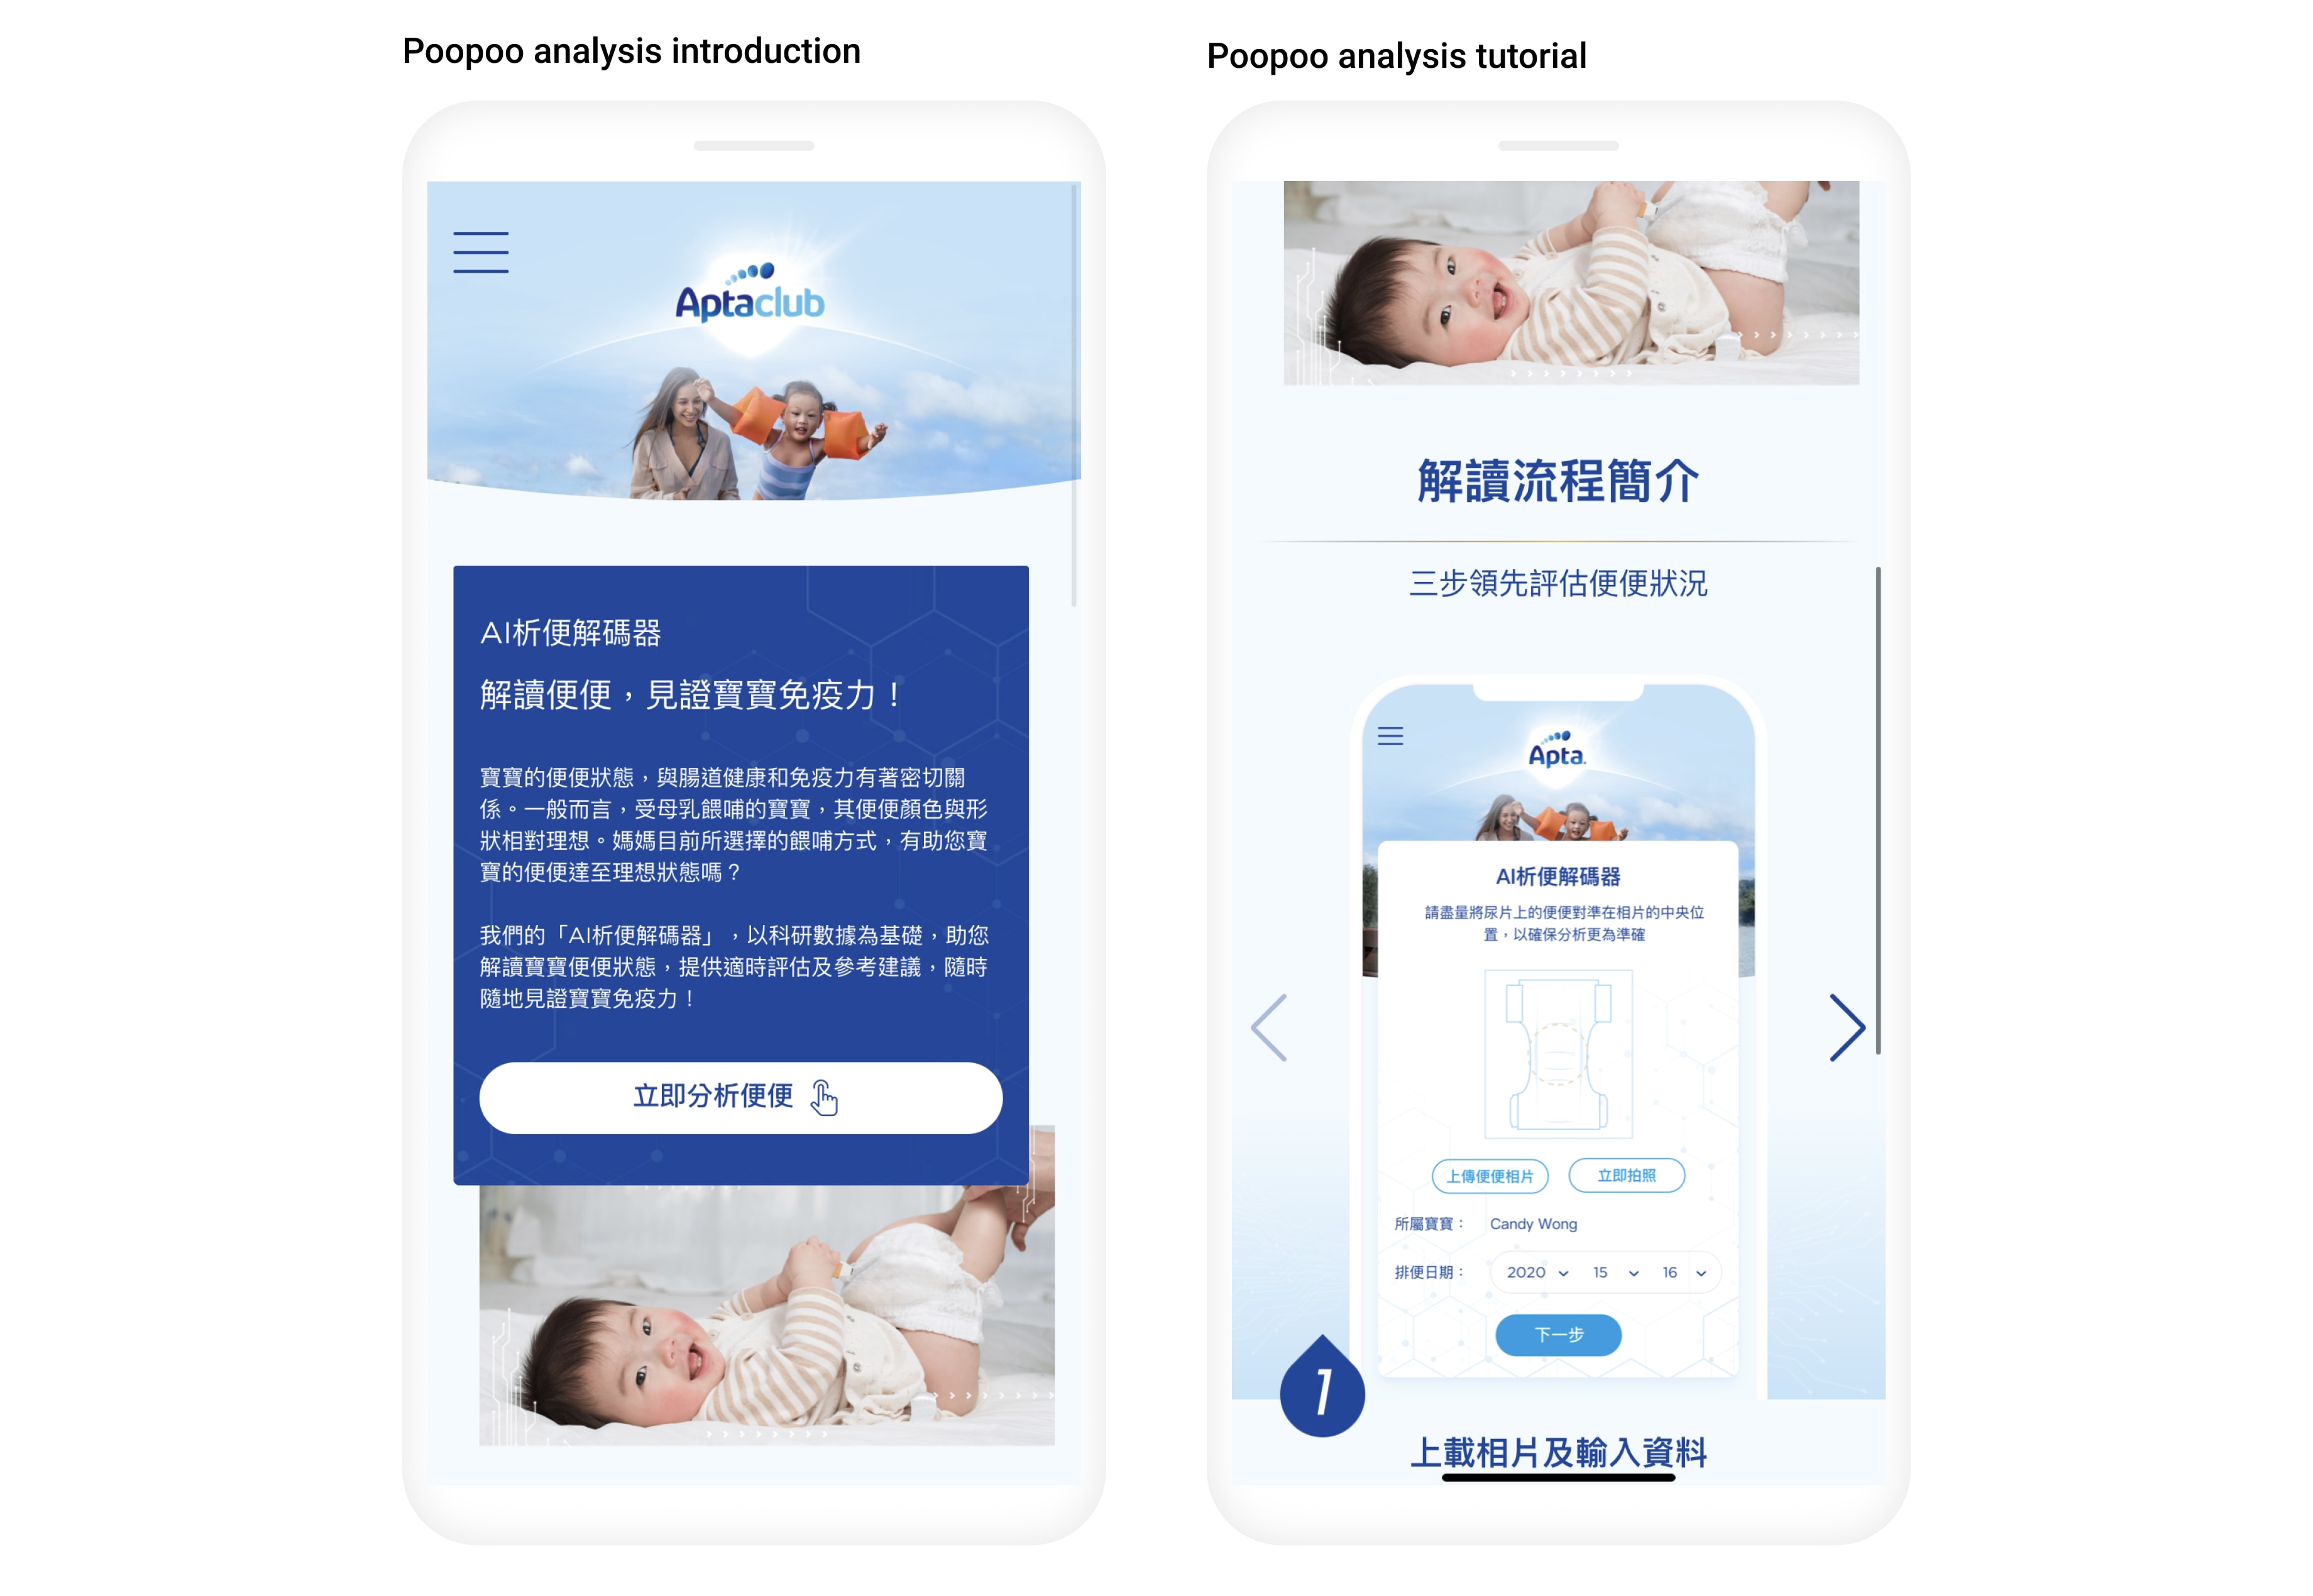 Poopoo analysis introduction
Aptaclub
AI析便解碼器
解讀便便，見證寶寶免疫力！
寶寶的便便狀態，與腸道健康和免疫力有著密切關
係。一般而言，受母乳餵哺的寶寶，其便便顏色與形
狀相對理想。媽媽目前所選擇的餵哺方式，有助您寶
寶的便便達至理想狀態嗎？
我們的「AI析便解碼器」，以科研數據為基礎，助您
解讀寶寶便便狀態，提供適時評估及參考建議，隨時
隨地見證寶寶免疫力！
立即分析便便
Poopoo analysis tutorial
解讀流程簡介
三步領先評估便便狀況
Apta.
AI析便解碼器
請盡量將尿片上的便便對準在相片的中央位
置，以確保分析更為準確
上傳便便相片 立即拍照
所屬寶寶： Candy Wong
排便日期： 2020 15 16
下一步
1
上載相片及輸入資料